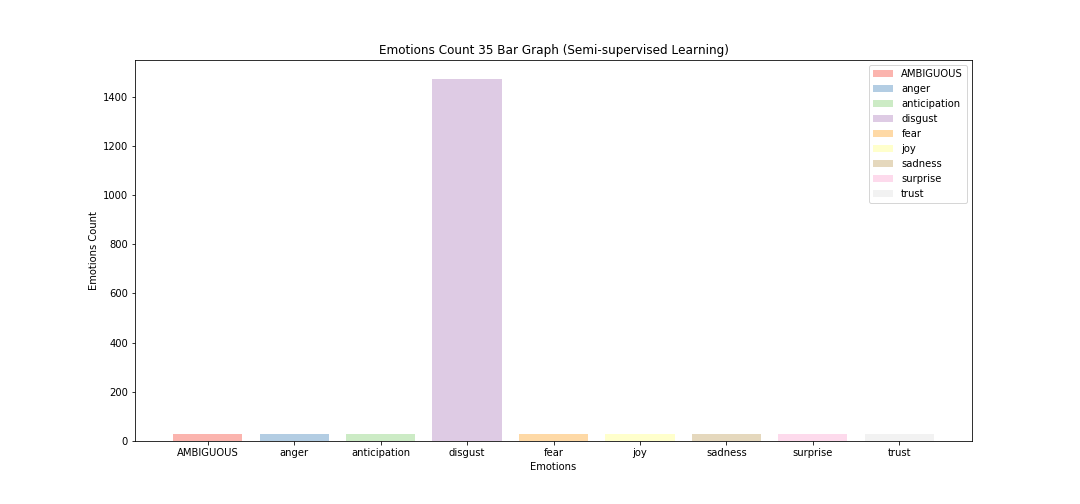 Emotions Count 35 Bar Graph (Semi-supervised Learning)
AMBIGUOUS
anger
anticipation
disgust
fear
joy
sadness
surprise
trust
1400
1200
1000
800
600
400
200
0
Emotions Count
AMBIGUOUS anger anticipation disgust fear joy sadness surprise trust
Emotions